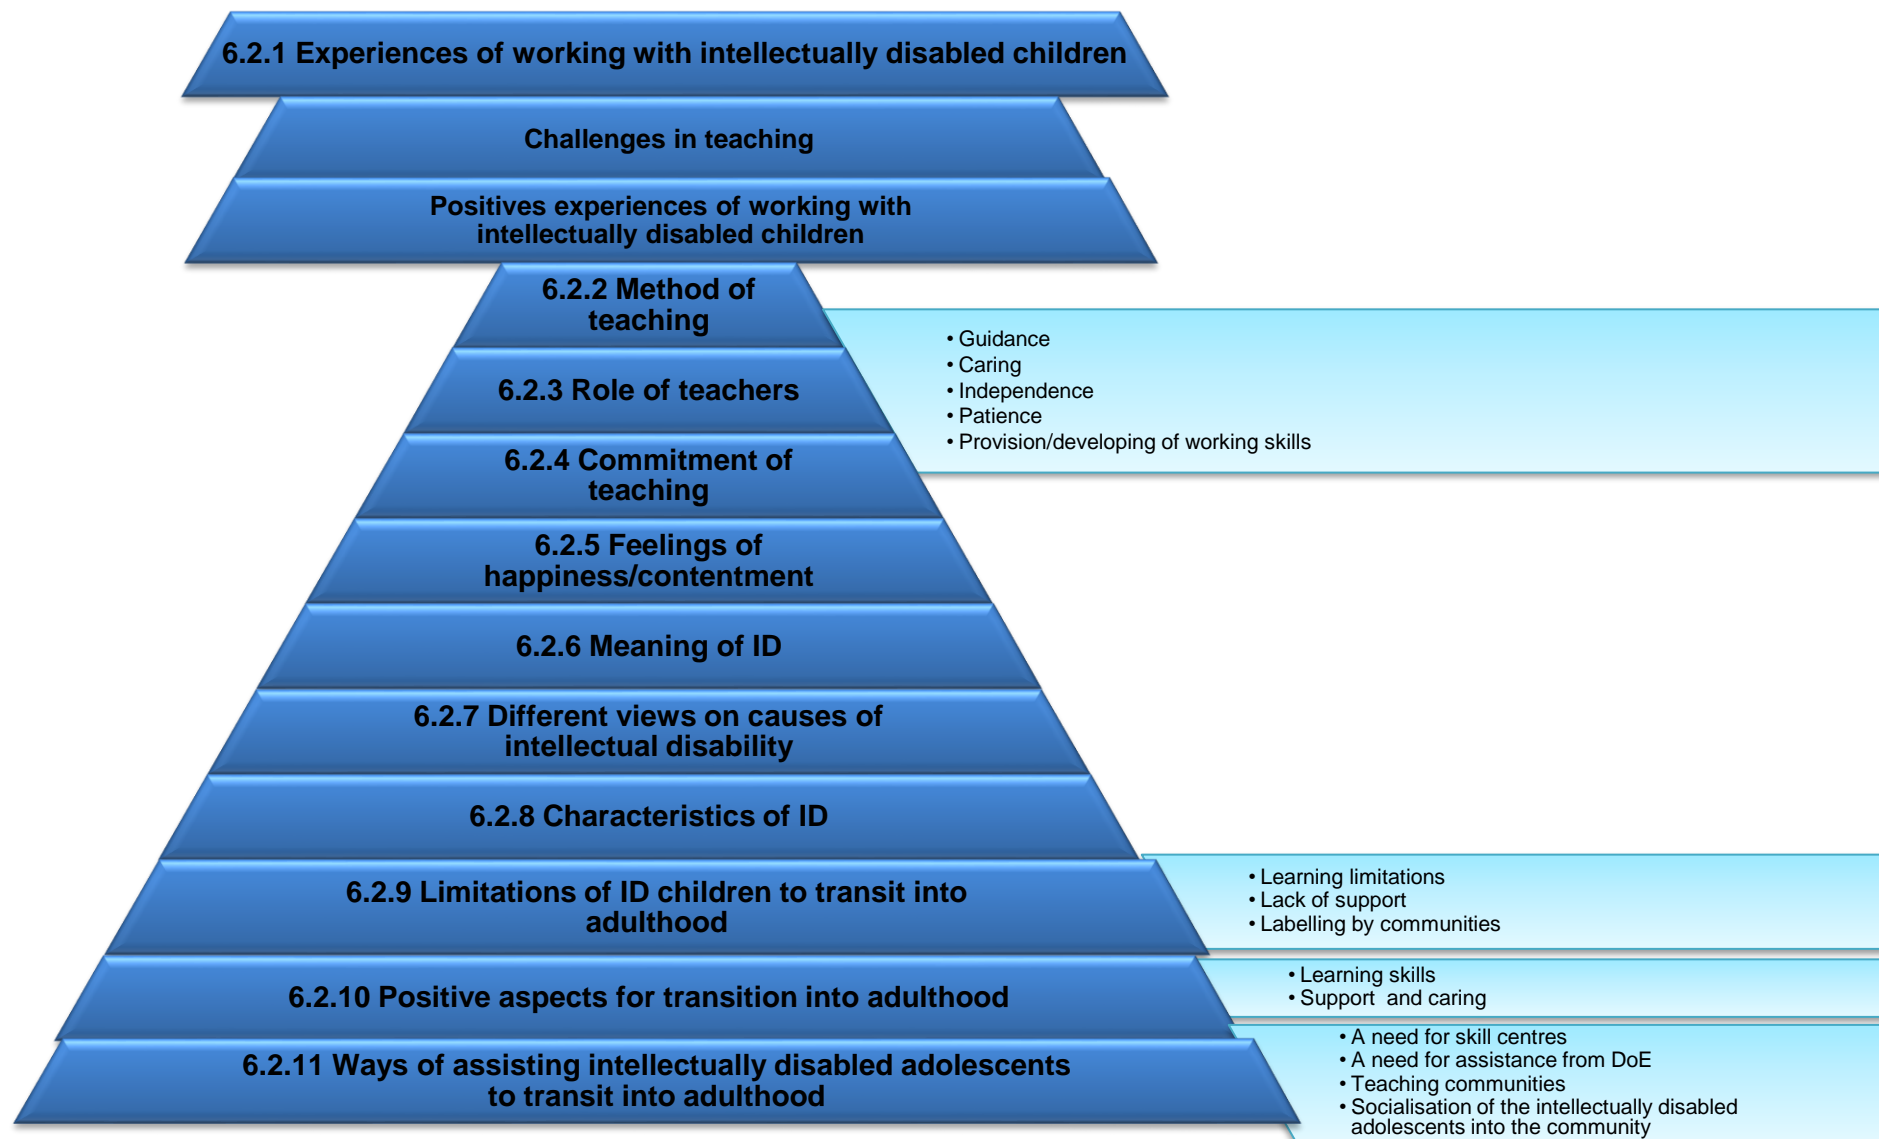 6.2.1 Experiences of working with intellectually disabled children
Challenges in teaching
Positives experiences of working with
intellectually disabled children
6.2.2 Method of
teaching
• Guidance
• Caring
• Independence
• Patience
• Provision/developing of working skills
6.2.3 Role of teachers
6.2.4 Commitment of
teaching
6.2.5 Feelings of
happiness/contentment
6.2.6 Meaning of ID
6.2.7 Different views on causes of
intellectual disability
6.2.8 Characteristics of ID
6.2.9 Limitations of ID children to transit into
adulthood
• Learning limitations
• Lack of support
• Labelling by communities
6.2.10 Positive aspects for transition into adulthood
• Learning skills
• Support and caring
6.2.11 Ways of assisting intellectually disabled adolescents
to transit into adulthood
• A need for skill centres
• A need for assistance from DoE
• Teaching communities
• Socialisation of the intellectually disabled
adolescents into the community